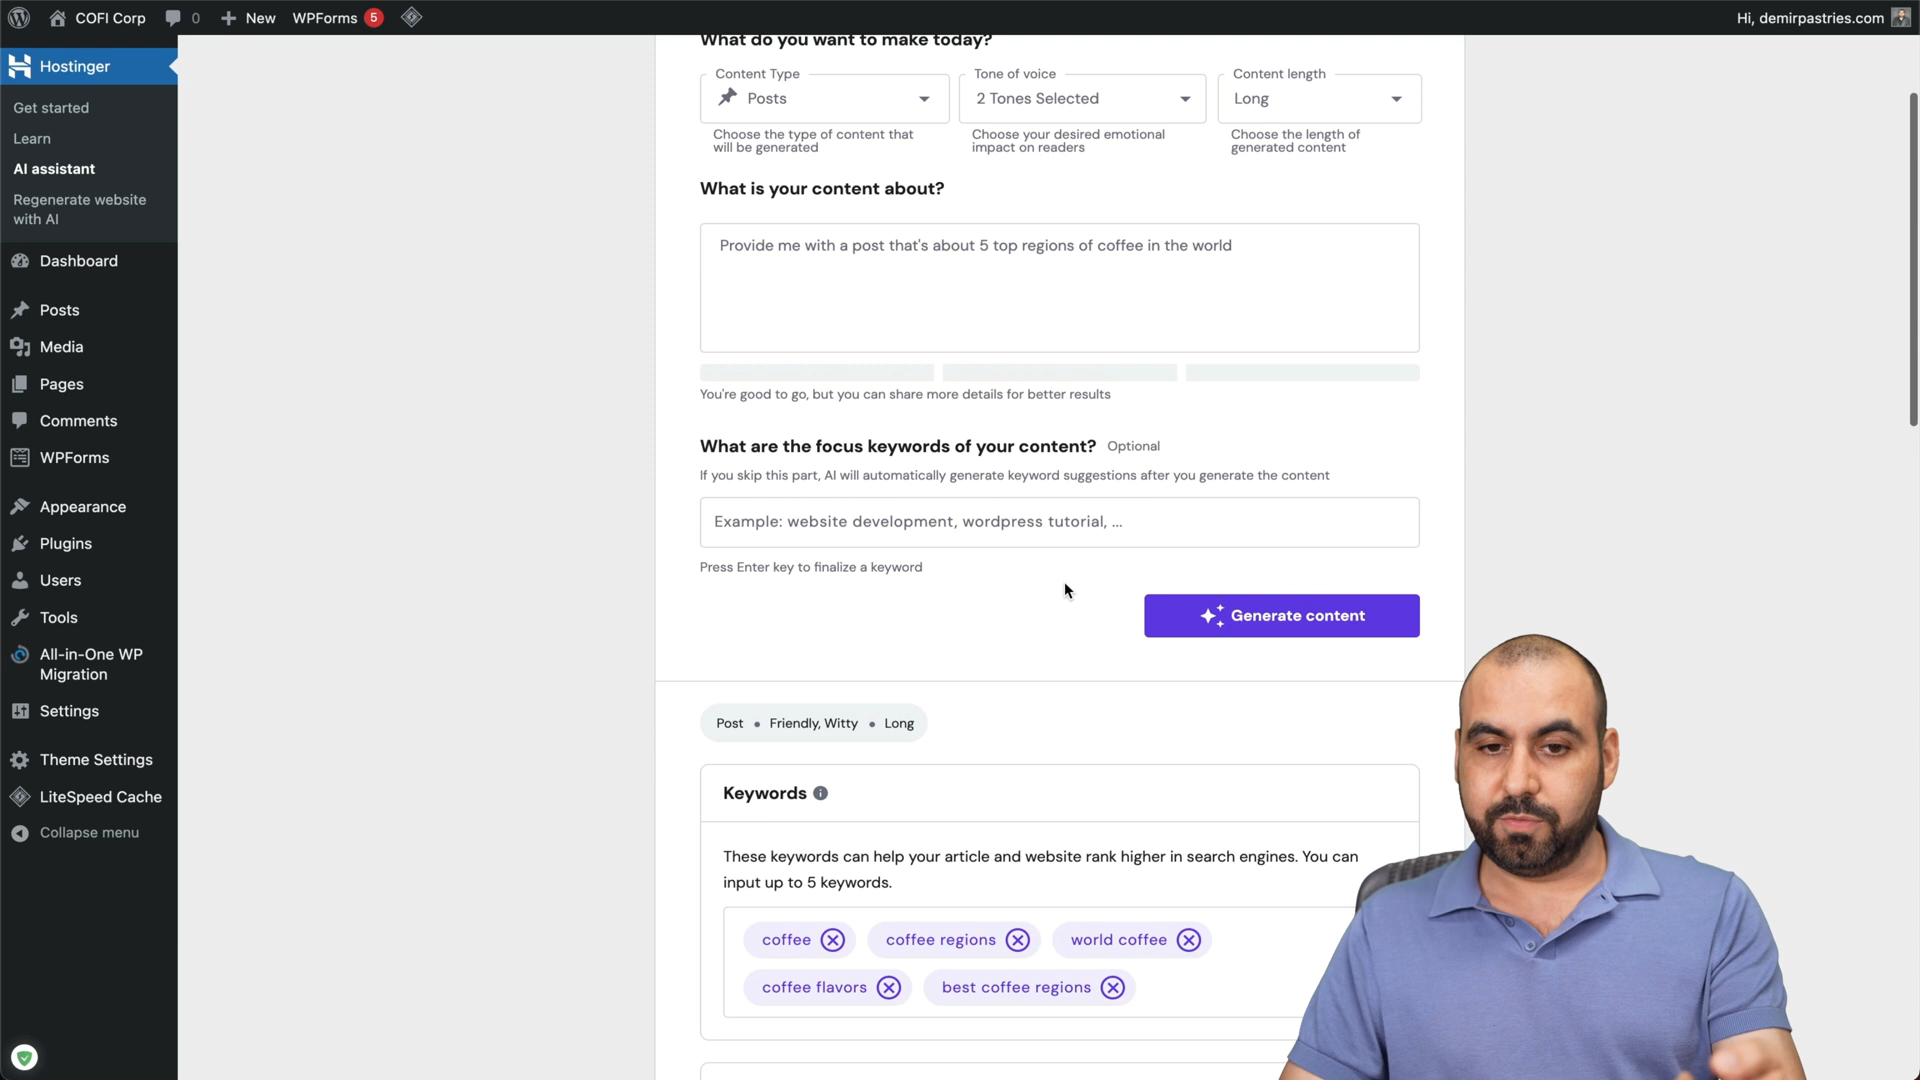 COFI Corp
0
New
WPForms
5
Hi, demirpastries.com
Hostinger
Get started
Learn
AI assistant
Regenerate website
with AI
Dashboard
Posts
Media
Pages
Comments
WPForms
Appearance
Plugins
Users
Tools
All-in-One WP
Migration
Settings
Theme Settings
LiteSpeed Cache
Collapse menu
What do you want to make today?
Content Type
Posts
Choose the type of content that
will be generated
Tone of voice
2 Tones Selected
Choose your desired emotional
impact on readers
Content length
Long
Choose the length of
generated content
What is your content about?
Provide me with a post that's about 5 top regions of coffee in the world
You're good to go, but you can share more details for better results
What are the focus keywords of your content? Optional
If you skip this part, AI will automatically generate keyword suggestions after you generate the content
Example: website development, wordpress tutorial, ...
Press Enter key to finalize a keyword
Generate content
Post • Friendly, Witty • Long
Keywords
These keywords can help your article and website rank higher in search engines. You can
input up to 5 keywords.
coffee
coffee regions
world coffee
coffee flavors
best coffee regions